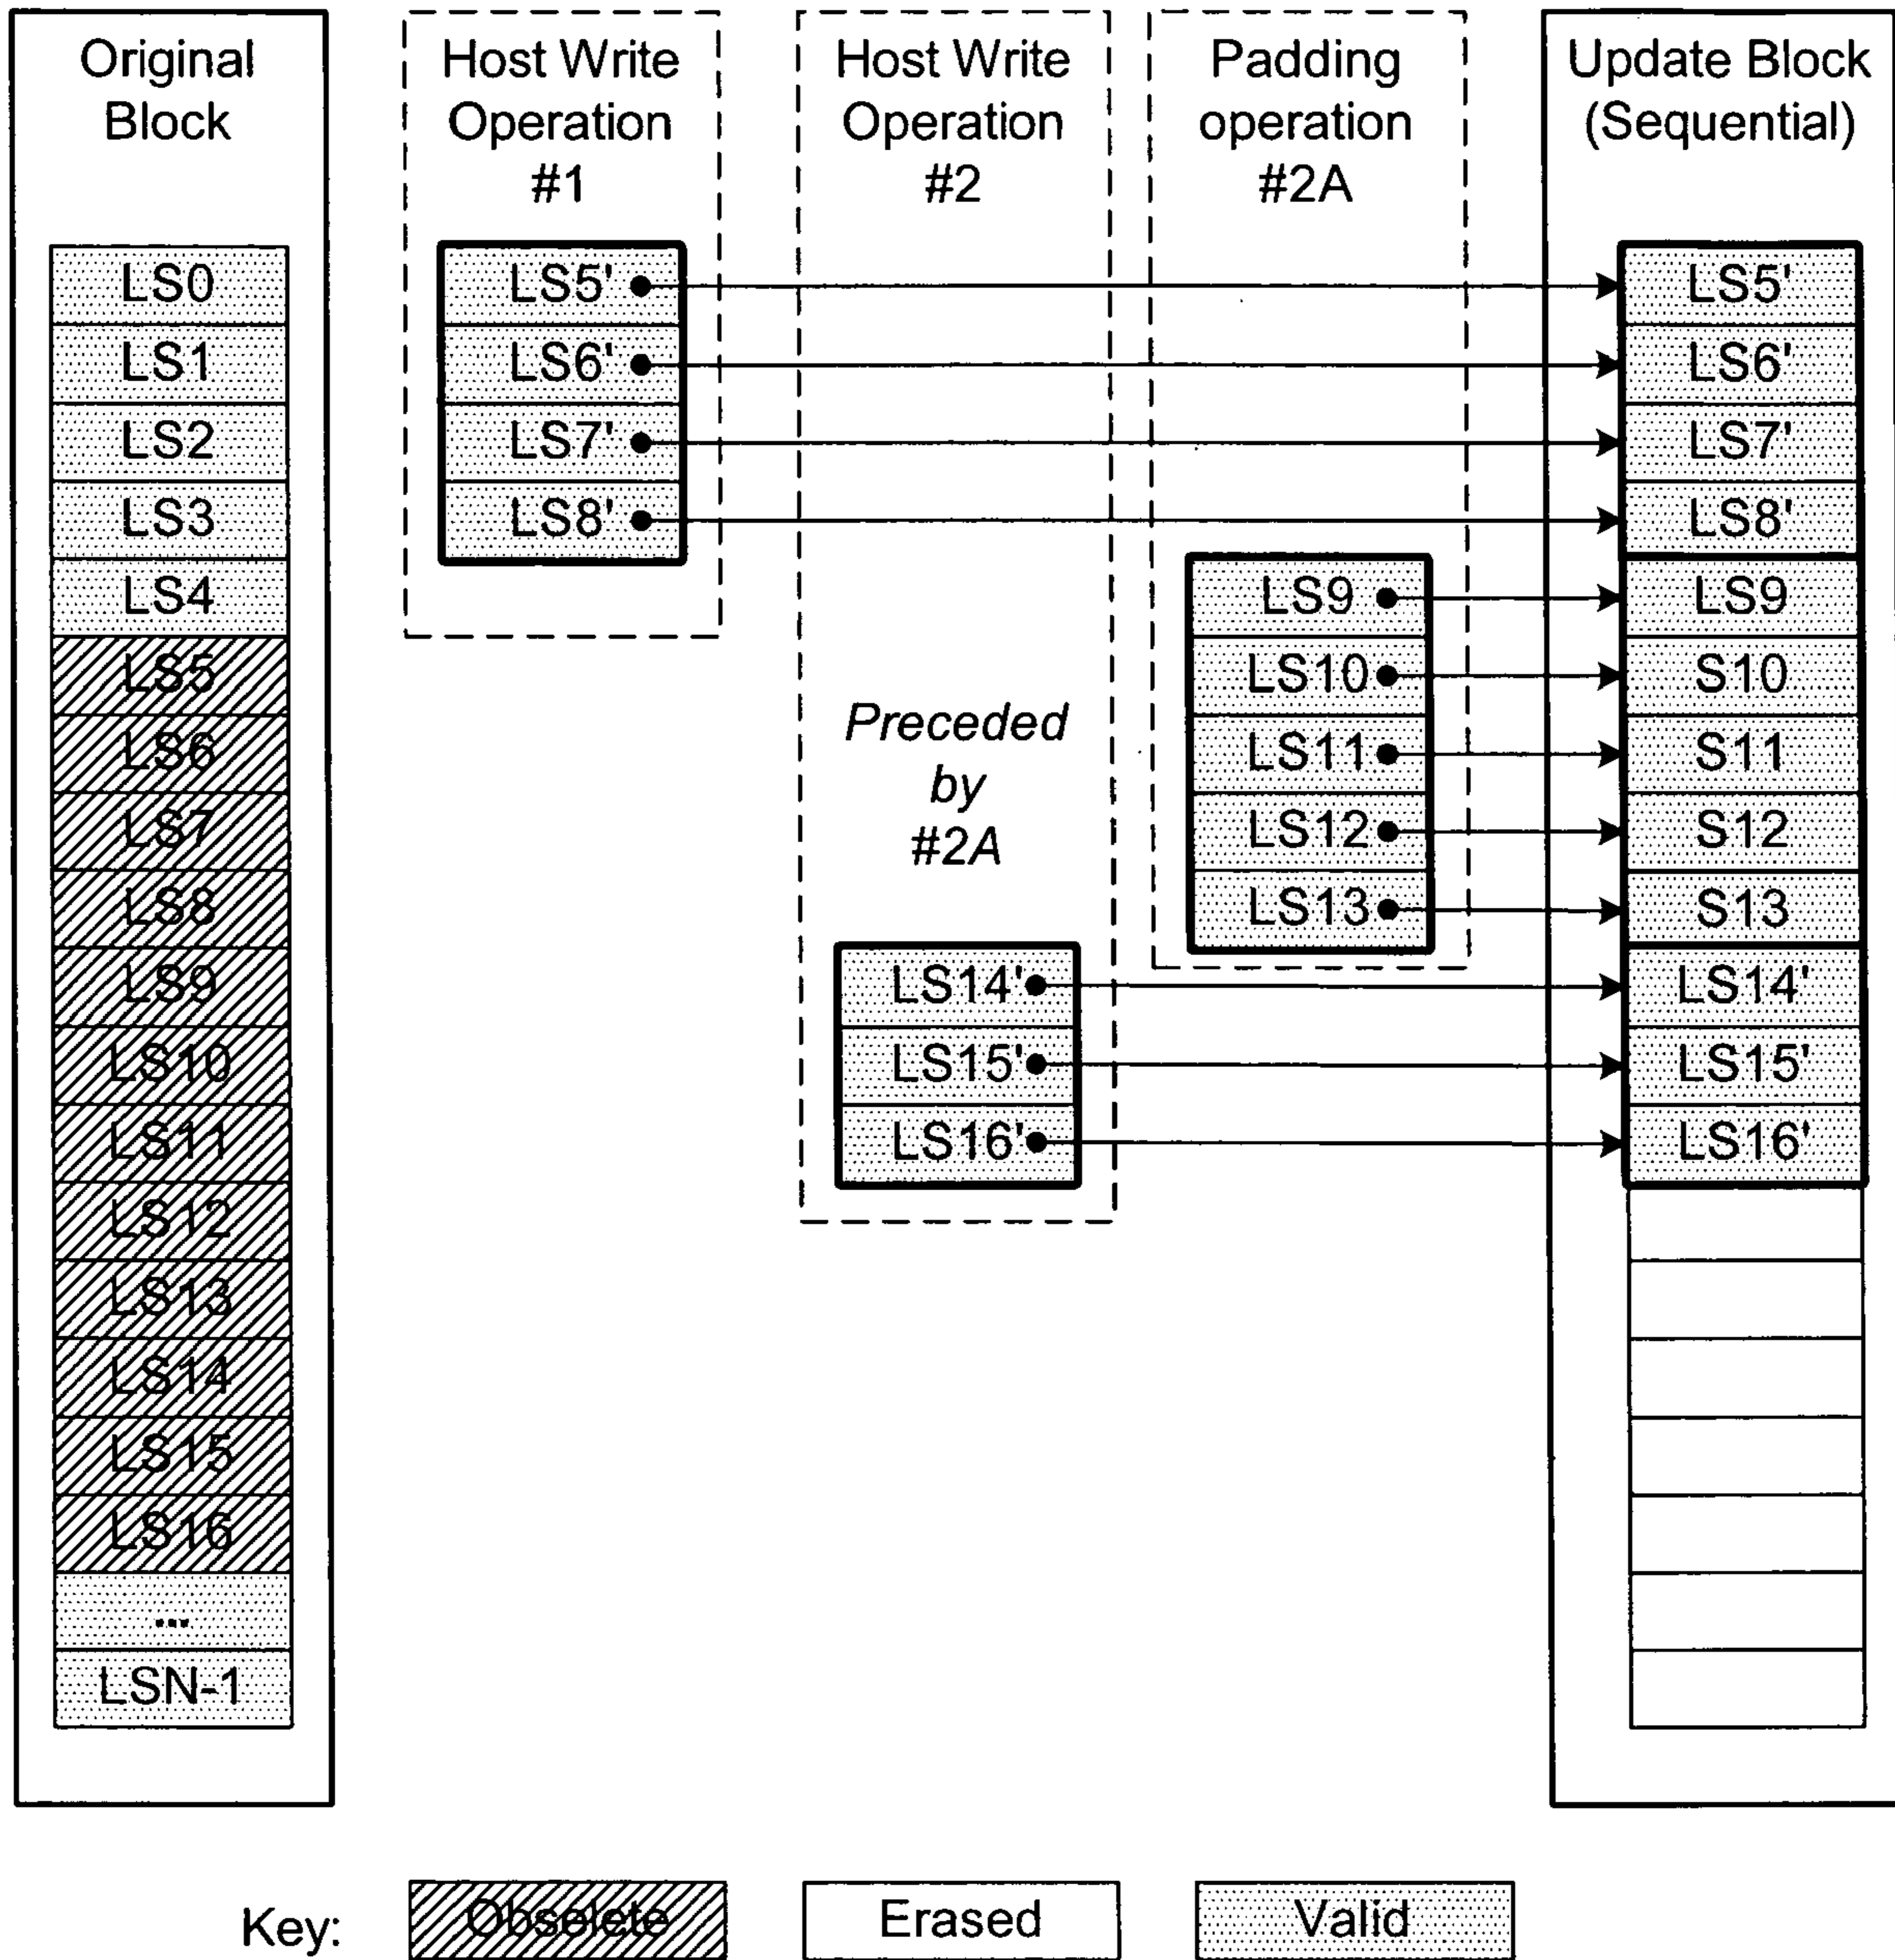 Original
Block
LS0
LS1
LS2
LS3
LS4
LS5
LS6
LS7
LS8
LS9
LS10
LS11
LS12
LS13
LS14
LS15
LS16
...
LSN-1
Host Write
Operation
#1
LS5'
LS6'
LS7'
LS8'
Host Write
Operation
#2
Preceded
by
#2A
LS14'
LS15'
LS16'
Padding
operation
#2A
LS9
LS10
LS11
LS12
LS13
Update Block
(Sequential)
LS5'
LS6'
LS7'
LS8'
LS9
S10
S11
S12
S13
LS14'
LS15'
LS16'
Key:
Obselete
Erased
Valid